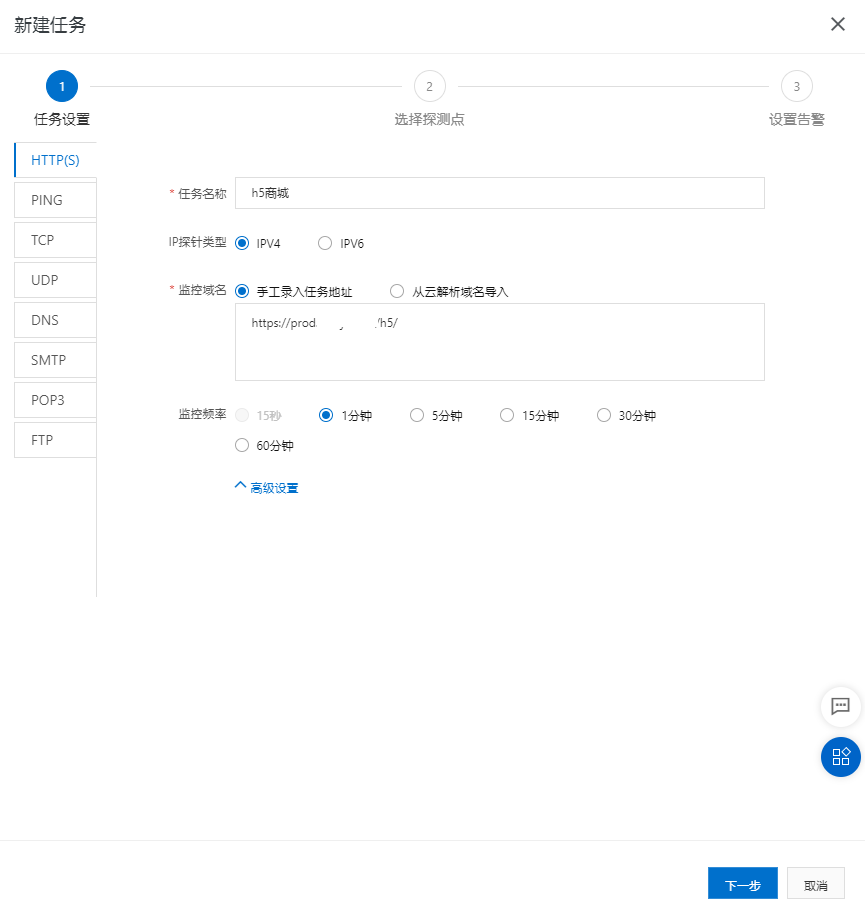 新建任务
1
2
3
任务设置
选择探测点
设置告警
HTTP(S)
PING
TCP
UDP
DNS
SMTP
POP3
FTP
* 任务名称 h5商城
IP探针类型 IPV4 IPV6
* 监控域名 手工录入任务地址 从云解析域名导入
https://prod /h5/
监控频率 15秒 1分钟 5分钟 15分钟 30分钟
60分钟
高级设置
下一步 取消